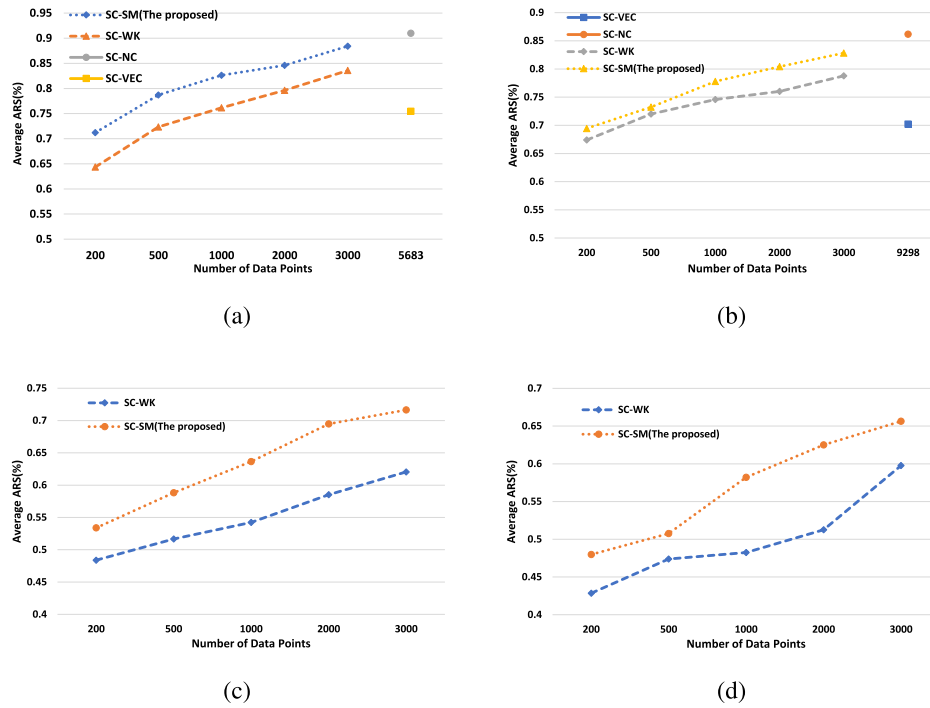 0.95
0.9
0.85
0.8
0.75
0.7
0.65
0.6
0.55
0.5
Average ARS(%)
SC-SM(The proposed)
SC-WK
SC-NC
SC-VEC
200 500 1000 2000 3000 5683
Number of Data Points
(a)
0.9
0.85
0.8
0.75
0.7
0.65
0.6
0.55
0.5
Average ARS(%)
SC-VEC
SC-NC
SC-WK
SC-SM(The proposed)
200 500 1000 2000 3000 9298
Number of Data Points
(b)
0.75
0.7
0.65
0.6
0.55
0.5
0.45
0.4
Average ARS(%)
SC-WK
SC-SM(The proposed)
200 500 1000 2000 3000
Number of Data Points
(c)
0.7
0.65
0.6
0.55
0.5
0.45
0.4
Average ARS(%)
SC-WK
SC-SM(The proposed)
200 500 1000 2000 3000
Number of Data Points
(d)